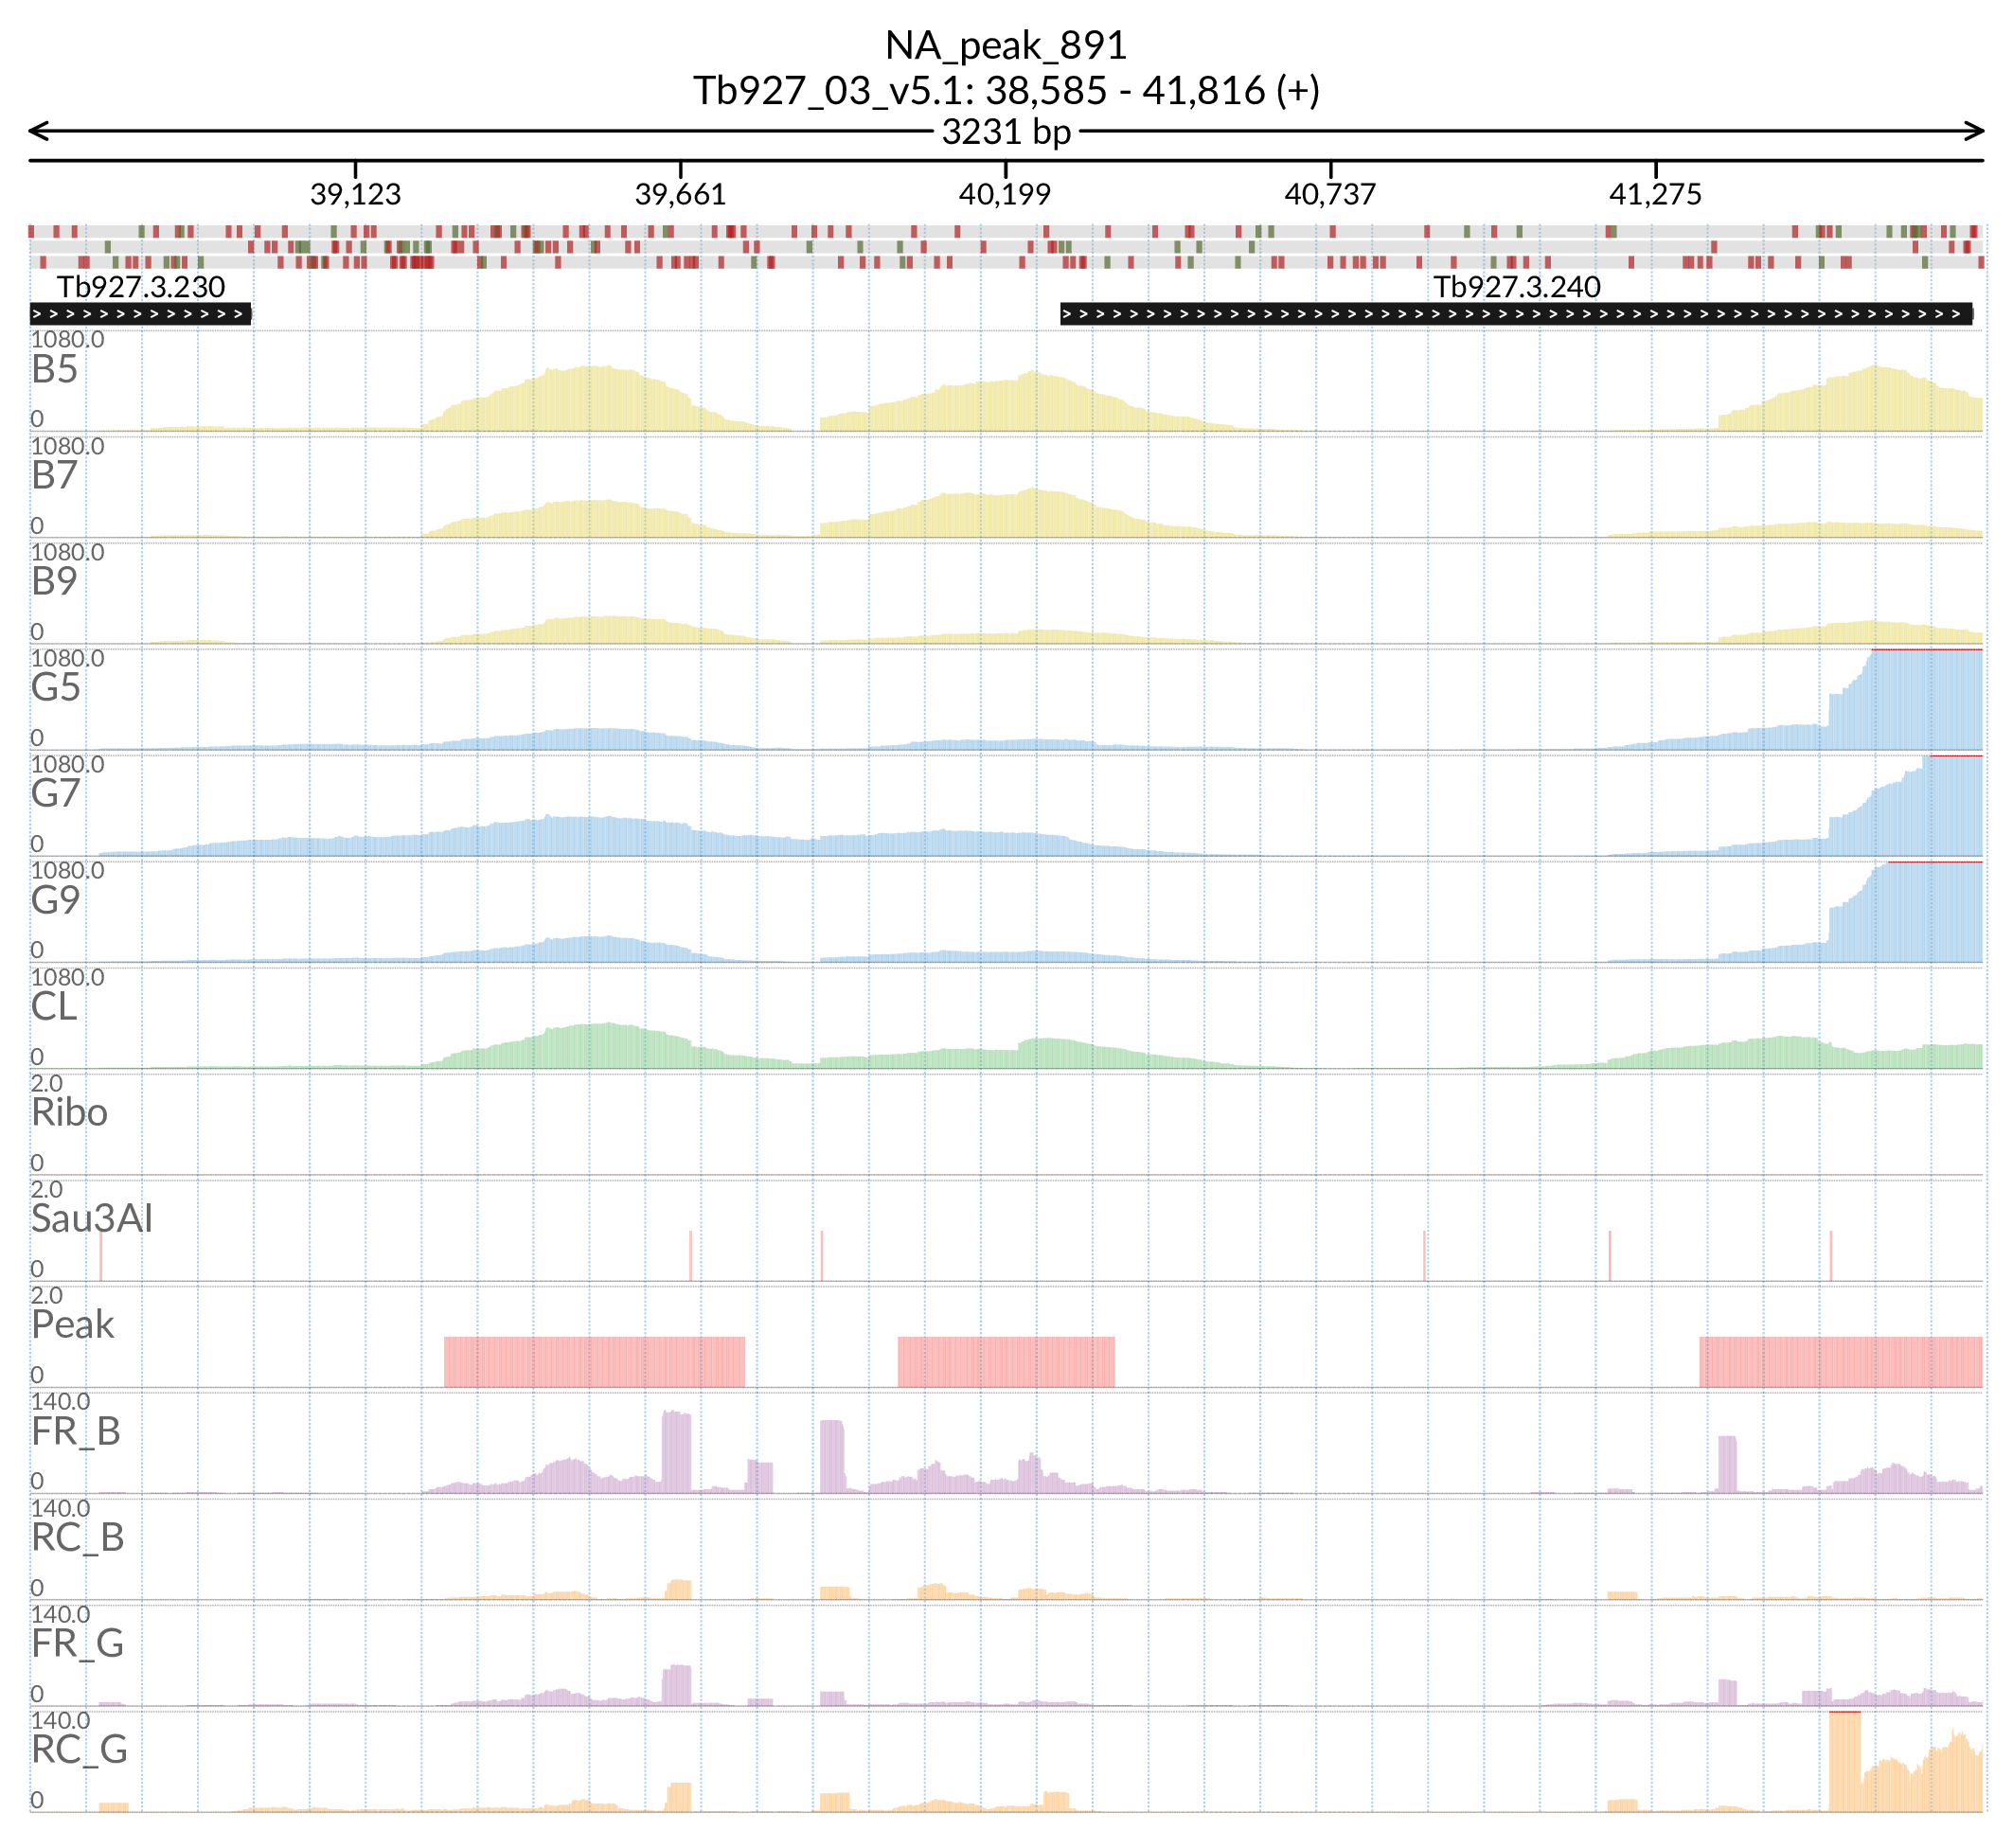 NA_peak_891
Tb927_03_v5.1: 38,585 - 41,816 (+)
3231 bp
39,123 39,661 40,199 40,737 41,275
Tb927.3.230 Tb927.3.240
1080.0
B5
0
1080.0
B7
0
1080.0
B9
0
1080.0
G5
0
1080.0
G7
0
1080.0
G9
0
1080.0
CL
0
2.0
Ribo
0
2.0
Sau3AI
0
2.0
Peak
0
140.0
FR_B
0
140.0
RC_B
0
140.0
FR_G
0
140.0
RC_G
0